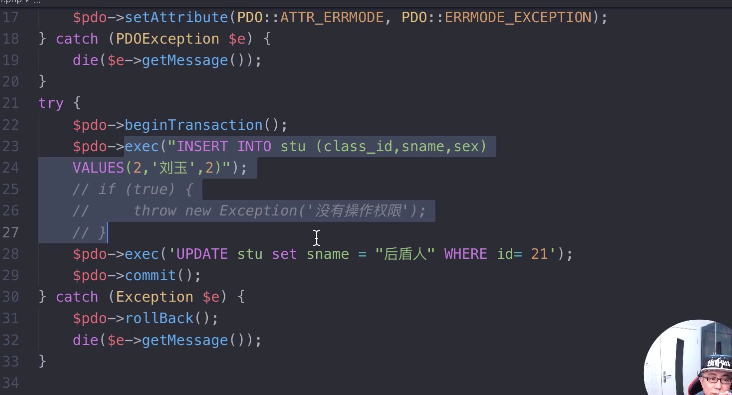 17 $pdo->setAttribute(PDO::ATTR_ERRMODE, PDO::ERRMODE_EXCEPTION);
18 } catch (PDOException $e) {
19 die($e->getMessage());
20 }
21 try {
22 $pdo->beginTransaction();
23 $pdo->exec("INSERT INTO stu (class_id,sname,sex)
24 VALUES(2,'刘玉',2)");
25 // if (true) {
26 // throw new Exception('没有操作权限');
27 // }
28 $pdo->exec('UPDATE stu set sname = "后盾人" WHERE id= 21');
29 $pdo->commit();
30 } catch (Exception $e) {
31 $pdo->rollBack();
32 die($e->getMessage());
33 }
34